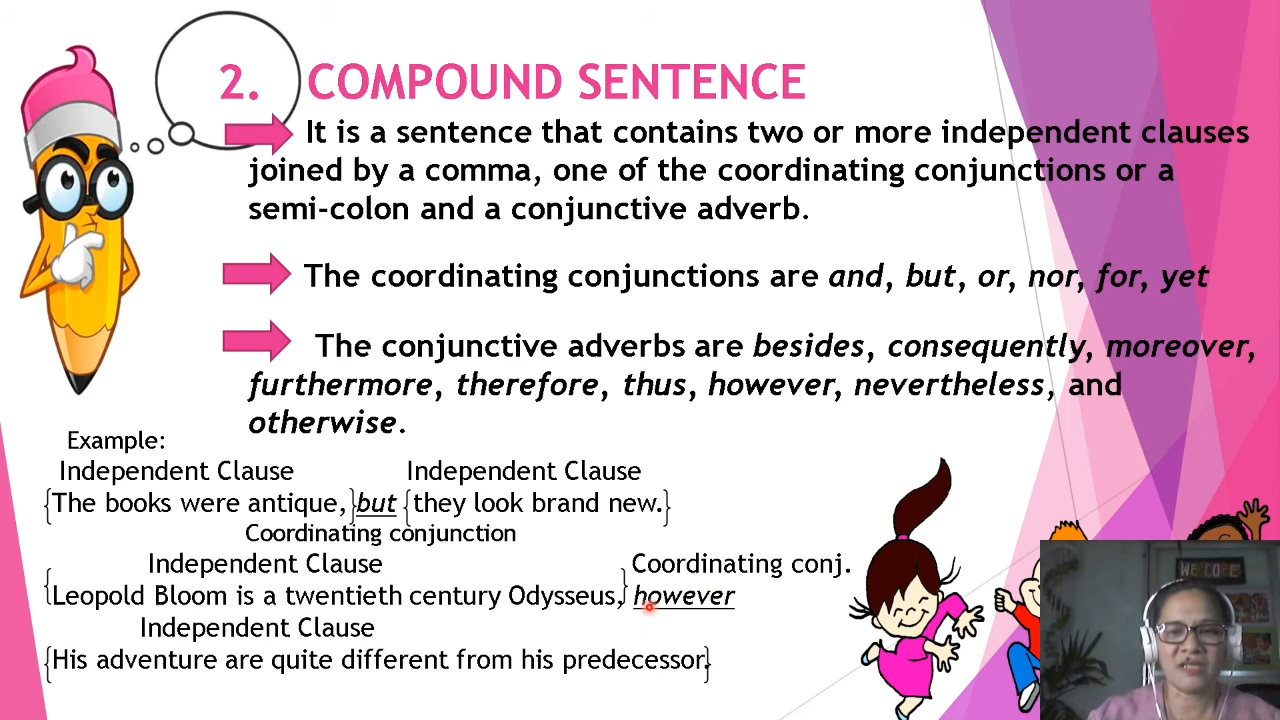 2. COMPOUND SENTENCE
It is a sentence that contains two or more independent clauses
joined by a comma, one of the coordinating conjunctions or a
semi-colon and a conjunctive adverb.
The coordinating conjunctions are and, but, or, nor, for, yet
The conjunctive adverbs are besides, consequently, moreover,
furthermore, therefore, thus, however, nevertheless, and
otherwise.
Example:
Independent Clause Independent Clause
{The books were antique,}but {they look brand new.}
Coordinating conjunction
Independent Clause Coordinating conj.
{Leopold Bloom is a twentieth century Odysseus,} however
Independent Clause
{His adventure are quite different from his predecessor.}
WELCOME